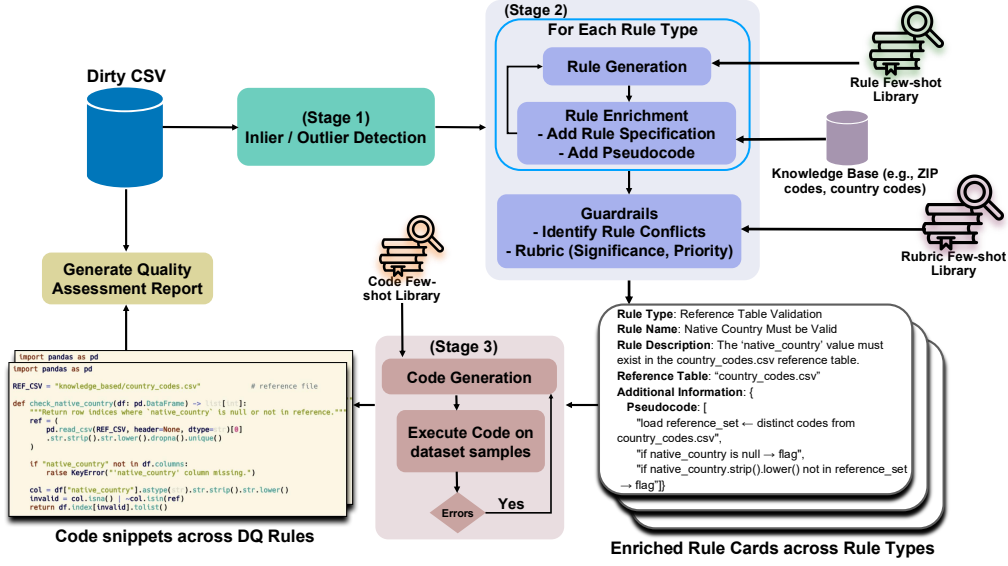 (Stage 2)
For Each Rule Type
Rule Generation
Rule Enrichment
- Add Rule Specification
- Add Pseudocode
Rule Few-shot
Library
Dirty CSV
(Stage 1)
Inlier / Outlier Detection
Knowledge Base (e.g., ZIP
codes, country codes)
Guardrails
- Identify Rule Conflicts
- Rubric (Significance, Priority)
Rubric Few-shot
Library
Generate Quality
Assessment Report
Code Few-
shot Library
(Stage 3)
Code Generation
Execute Code on
dataset samples
Errors
Yes
Rule Type: Reference Table Validation
Rule Name: Native Country Must be Valid
Rule Description: The 'native_country' value must
exist in the country_codes.csv reference table.
Reference Table: “country_codes.csv”
Additional Information: {
Pseudocode: [
"load reference_set ← distinct codes from
country_codes.csv",
"if native_country is null → flag",
"if native_country.strip().lower() not in reference_set
→ flag"]}
Enriched Rule Cards across Rule Types
import pandas as pd
import pandas as pd
REF_CSV = "knowledge_based/country_codes.csv" # reference file
def check_native_country(df: pd.DataFrame) -> list[int]:
"""Return row indices where `native_country` is null or not in reference."""
ref = (
pd.read_csv(REF_CSV, header=None, dtype=str)[0]
.str.strip().str.lower().dropna().unique()
)
if "native_country" not in df.columns:
raise KeyError("'native_country' column missing.")
col = df["native_country"].astype(str).str.strip().str.lower()
invalid = col.isna() | ~col.isin(ref)
return df.index[invalid].tolist()
Code snippets across DQ Rules